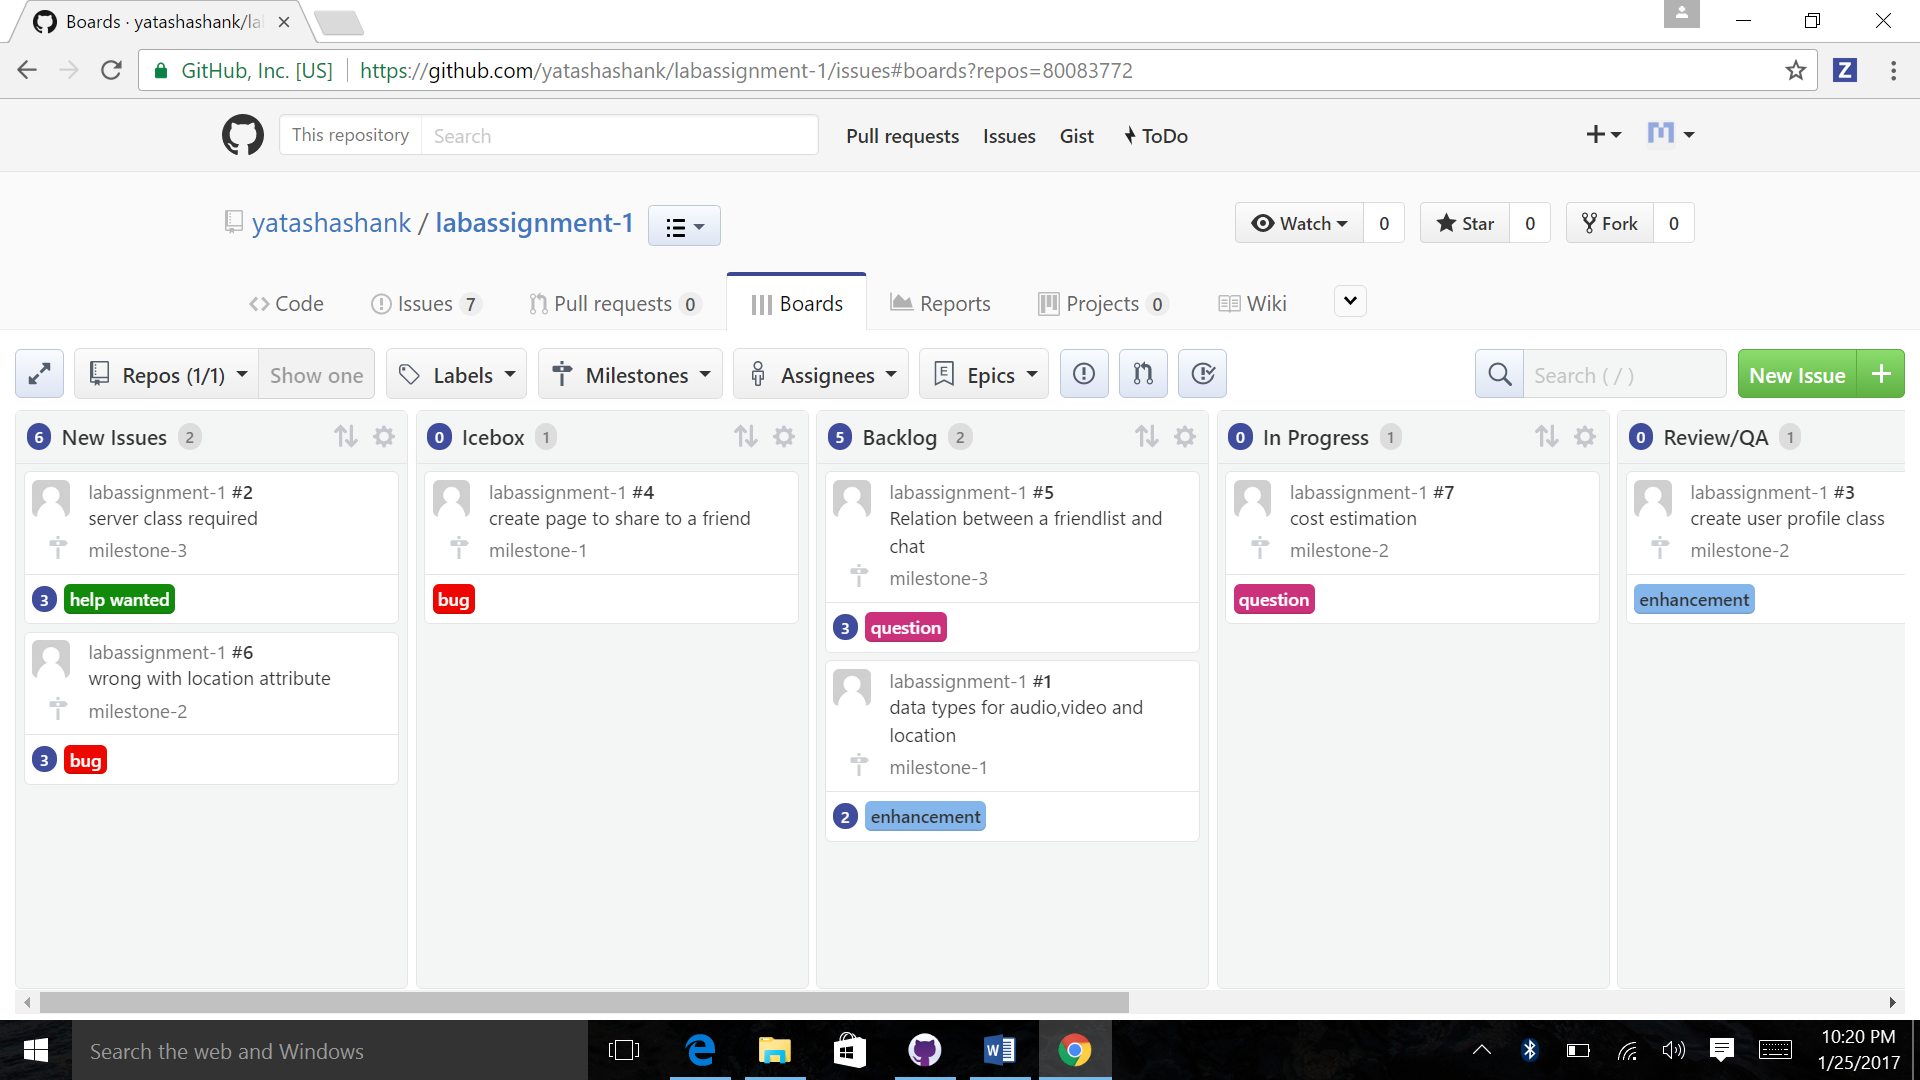 Boards · yatashashank/la
GitHub, Inc. [US] https://github.com/yatashashank/labassignment-1/issues#boards?repos=80083772 Z
This repository Search Pull requests Issues Gist ToDo
yatashashank / labassignment-1 Watch 0 Star 0 Fork 0
Code Issues 7 Pull requests 0 Boards Reports Projects 0 Wiki
Repos (1/1) Show one Labels Milestones Assignees E Epics Search ( / ) New Issue +
6 New Issues 2
labassignment-1 #2
server class required
milestone-3
3 help wanted
labassignment-1 #6
wrong with location attribute
milestone-2
3 bug
0 Icebox 1
labassignment-1 #4
create page to share to a friend
milestone-1
bug
5 Backlog 2
labassignment-1 #5
Relation between a friendlist and
chat
milestone-3
3 question
labassignment-1 #1
data types for audio,video and
location
milestone-1
2 enhancement
0 In Progress 1
labassignment-1 #7
cost estimation
milestone-2
question
0 Review/QA 1
labassignment-1 #3
create user profile class
milestone-2
enhancement
Search the web and Windows
10:20 PM
1/25/2017